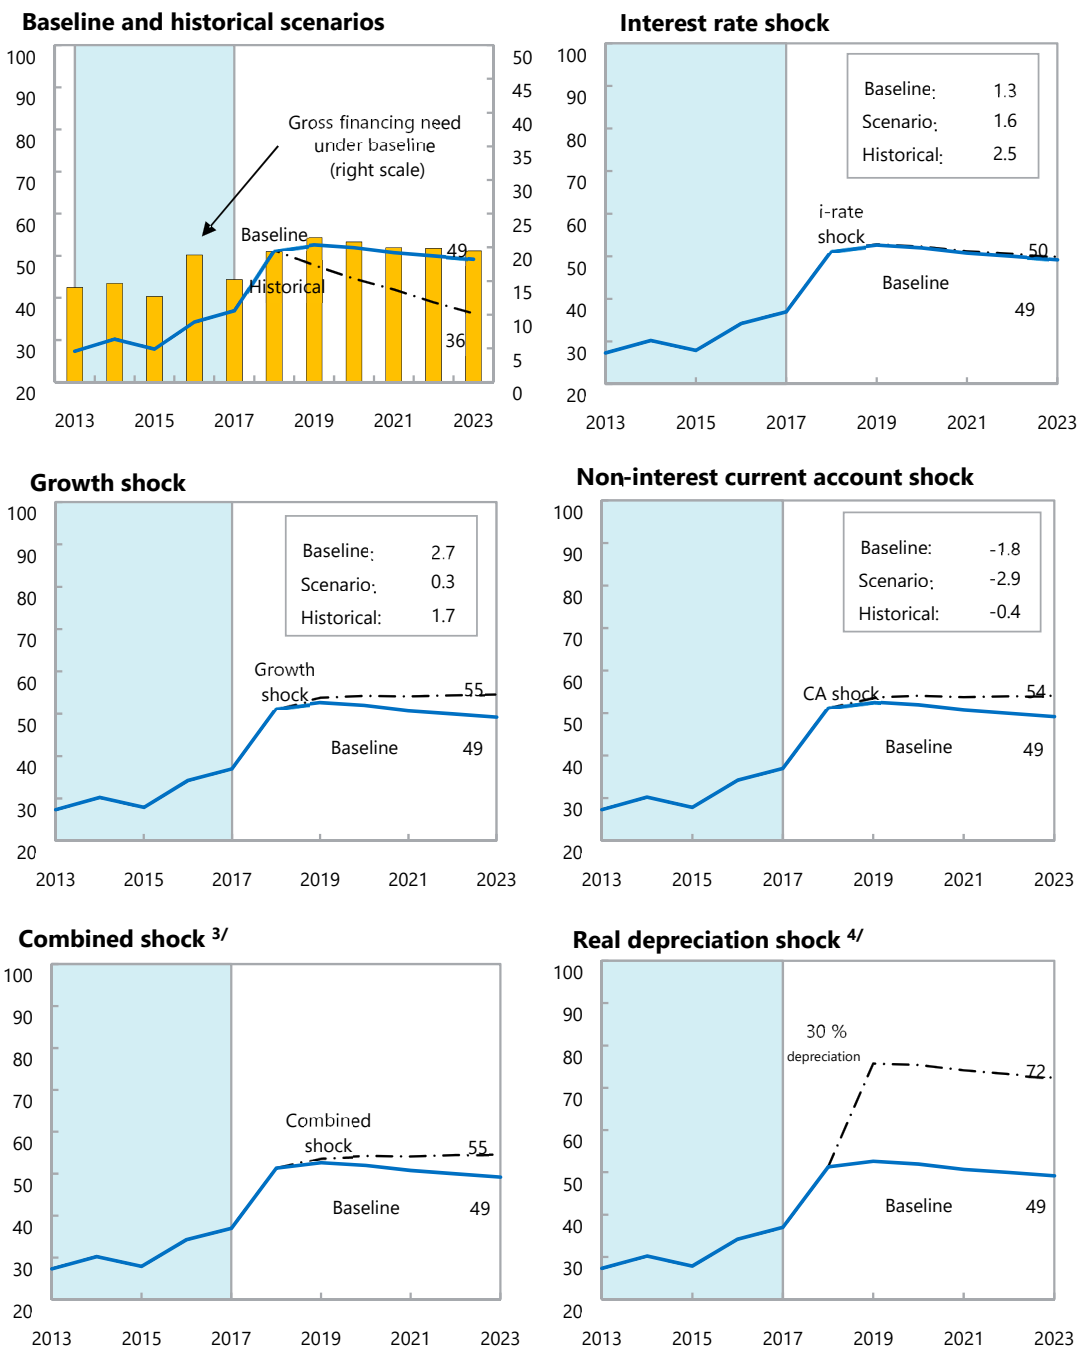 Baseline and historical scenarios
100
90
80
70
60
50
40
30
20
50
45
40
35
30
25
20
15
10
5
0
Gross financing need
under baseline
(right scale)
Baseline
Historical
49
36
2013 2015 2017 2019 2021 2023
Interest rate shock
100
90
80
70
60
50
40
30
20
Baseline: 1.3
Scenario: 1.6
Historical: 2.5
i-rate
shock
50
Baseline
49
2013 2015 2017 2019 2021 2023
Growth shock
100
90
80
70
60
50
40
30
20
Baseline: 2.7
Scenario: 0.3
Historical: 1.7
Growth
shock
55
Baseline
49
2013 2015 2017 2019 2021 2023
Non-interest current account shock
100
90
80
70
60
50
40
30
20
Baseline: -1.8
Scenario: -2.9
Historical: -0.4
CA shock
54
Baseline
49
2013 2015 2017 2019 2021 2023
Combined shock 3/
100
90
80
70
60
50
40
30
20
Combined
shock
55
Baseline
49
2013 2015 2017 2019 2021 2023
Real depreciation shock 4/
100
90
80
70
60
50
40
30
20
30 %
depreciation
72
Baseline
49
2013 2015 2017 2019 2021 2023